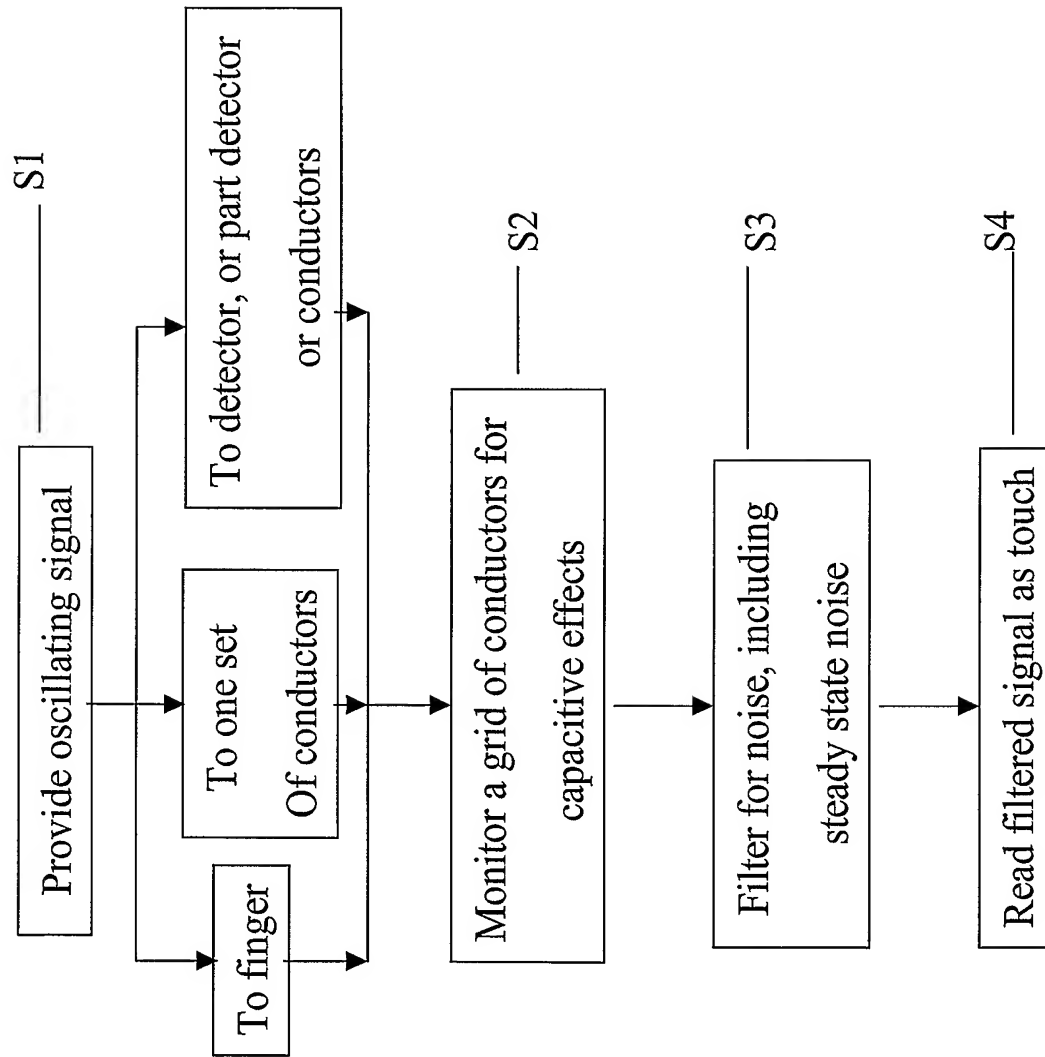 Provide oscillating signal
S1
To finger
To one set
Of conductors
To detector, or part detector
or conductors
Monitor a grid of conductors for
capacitive effects
S2
Filter for noise, including
steady state noise
S3
Read filtered signal as touch
S4